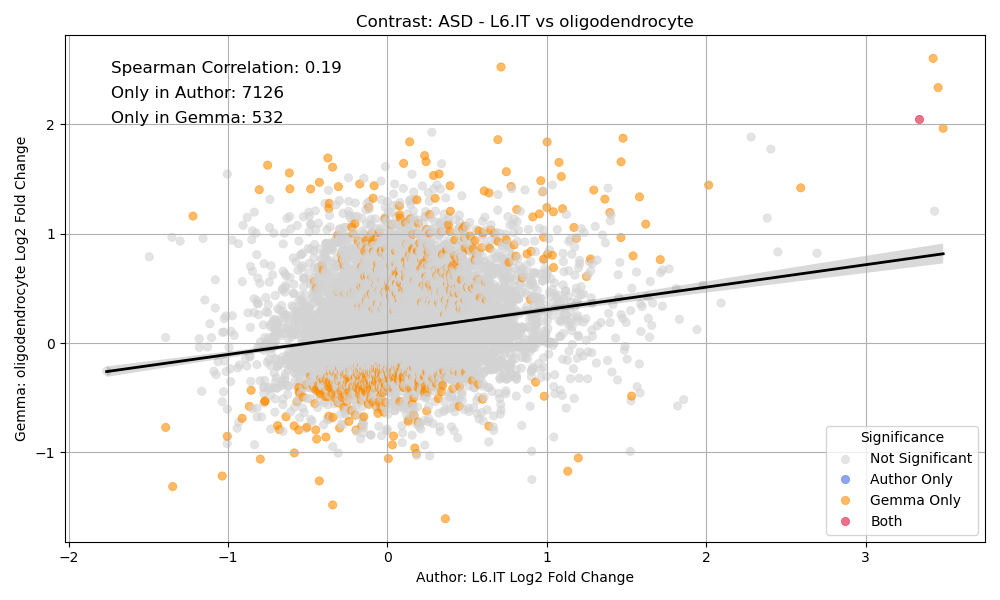 Contrast: ASD - L6.IT vs oligodendrocyte
Spearman Correlation: 0.19
Only in Author: 7126
Only in Gemma: 532
Gemma: oligodendrocyte Log2 Fold Change
2
1
0
−1
−2
−1
0
1
2
3
Author: L6.IT Log2 Fold Change
Significance
Not Significant
Author Only
Gemma Only
Both